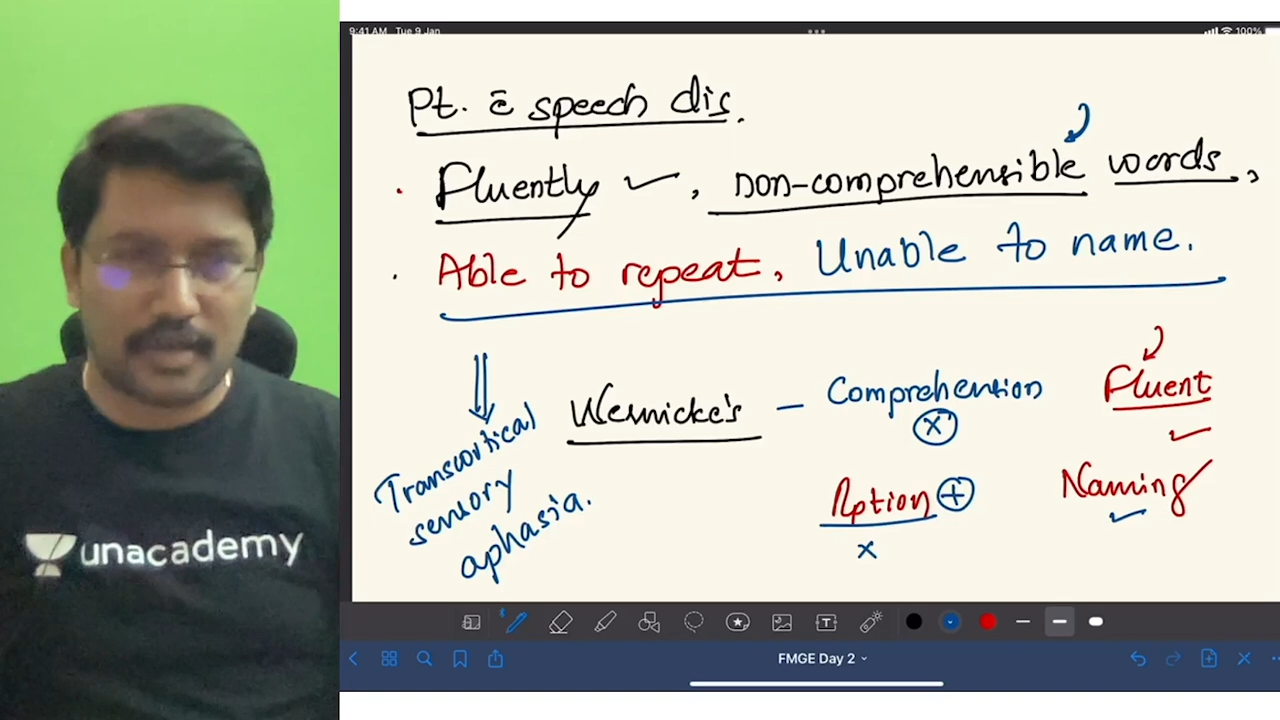 9:41 AM Tue 9 Jan
100%
Pt. c̄ speech dis.
Fluently ✓, non-comprehensible words,
Able to repeat, Unable to name.
Wernicke's - Comprehension Fluent
x ✓
Rption + Naming
x ✓
Transcortical
sensory
aphasia.
unacademy
FMGE Day 2